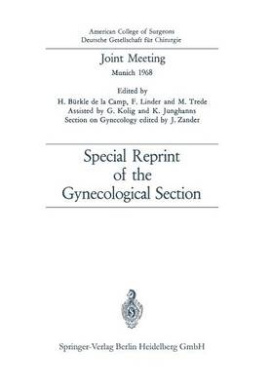 American College of Surgeons
Deutsche Gesellschaft für Chirurgie
Joint Meeting
Munich 1968
Edited by
H. Bürkle de la Camp, F. Linder and M. Trede
Assisted by G. Kolig and K. Junghanns
Section on Gynecology edited by J. Zander
Special Reprint
of the
Gynecological Section
Springer-Verlag Berlin Heidelberg GmbH